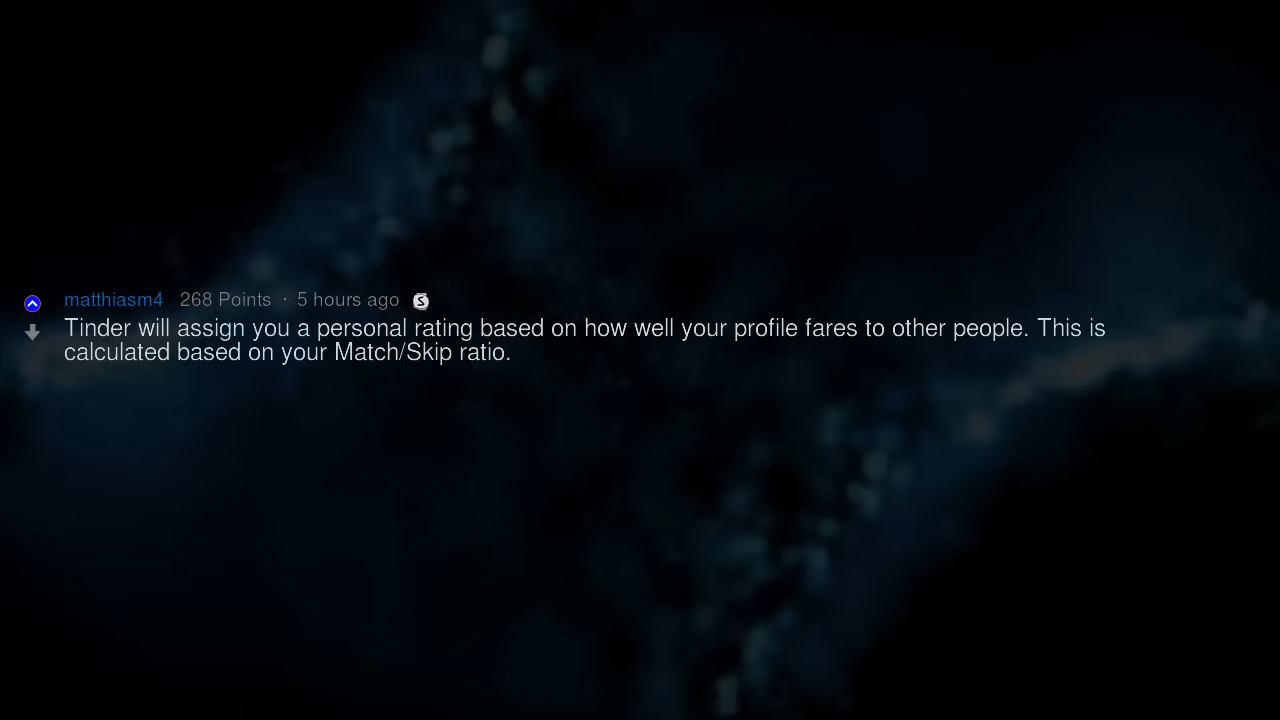 matthiasm4 268 Points · 5 hours ago S
Tinder will assign you a personal rating based on how well your profile fares to other people. This is
calculated based on your Match/Skip ratio.